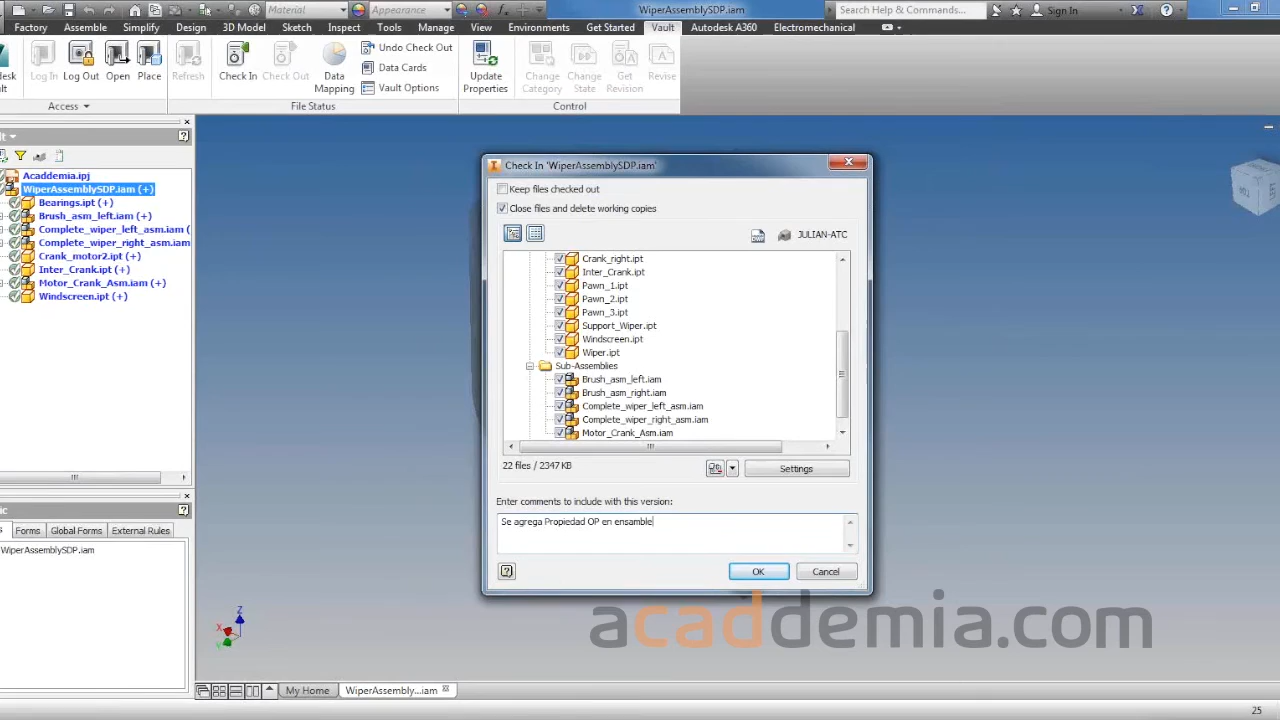 Material
Appearance
WiperAssemblySDP.iam
Search Help & Commands...
Sign In
Factory
Assemble
Simplify
Design
3D Model
Sketch
Inspect
Tools
Manage
View
Environments
Get Started
Vault
Autodesk A360
Electromechanical
Log In
Log Out
Open
Place
Refresh
Check In
Check Out
Data
Mapping
Undo Check Out
Data Cards
Vault Options
Update
Properties
Change
Category
Change
State
Get
Revision
Revise
Access
File Status
Control
Acaddemia.ipj
WiperAssemblySDP.iam (+)
Bearings.ipt (+)
Brush_asm_left.iam (+)
Complete_wiper_left_asm.iam (
Complete_wiper_right_asm.iam
Crank_motor2.ipt (+)
Inter_Crank.ipt (+)
Motor_Crank_Asm.iam (+)
Windscreen.ipt (+)
Forms
Global Forms
External Rules
WiperAssemblySDP.iam
Check In 'WiperAssemblySDP.iam'
Keep files checked out
Close files and delete working copies
JULIAN-ATC
Crank_right.ipt
Inter_Crank.ipt
Pawn_1.ipt
Pawn_2.ipt
Pawn_3.ipt
Support_Wiper.ipt
Windscreen.ipt
Wiper.ipt
Sub-Assemblies
Brush_asm_left.iam
Brush_asm_right.iam
Complete_wiper_left_asm.iam
Complete_wiper_right_asm.iam
Motor_Crank_Asm.iam
22 files / 2347 KB
Settings
Enter comments to include with this version:
Se agrega Propiedad OP en ensamble
OK
Cancel
acaddemia.com
Z
X
Y
My Home
WiperAssembly...iam
25